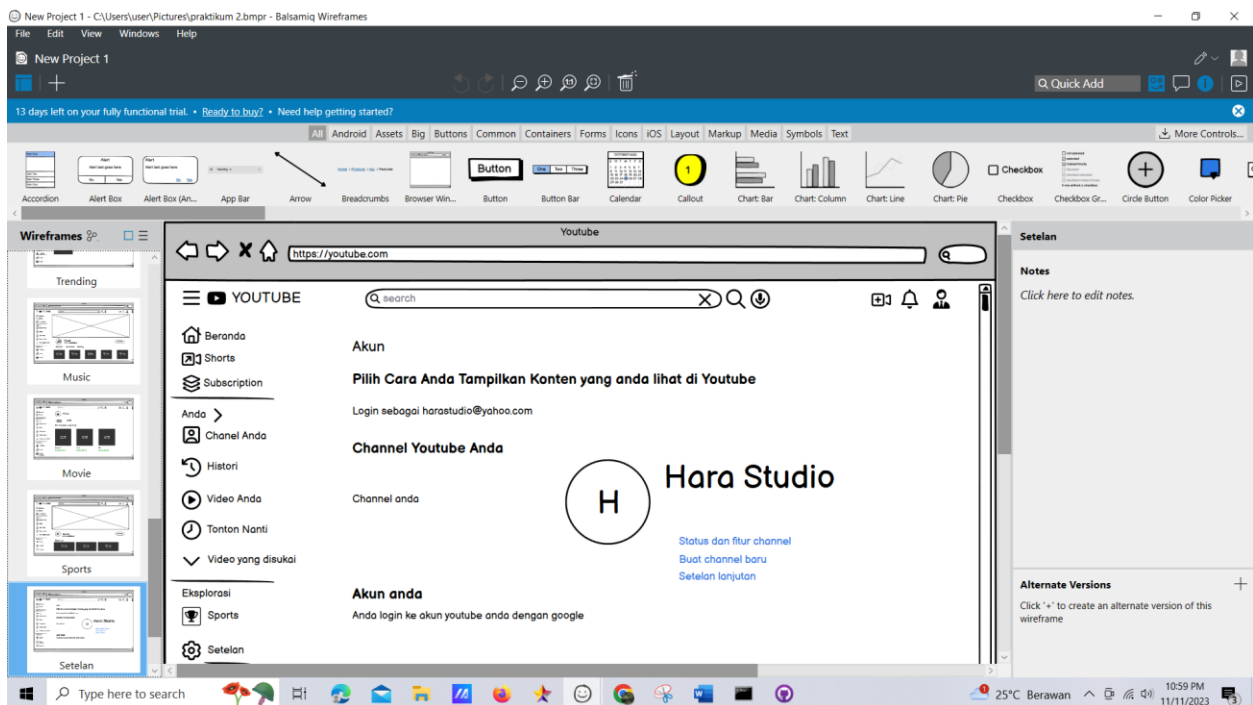 New Project 1 - C:\Users\user\Pictures\praktikum 2.bmpr - Balsamiq Wireframes
File Edit View Windows Help
New Project 1
Quick Add
13 days left on your fully functional trial. • Ready to buy? • Need help getting started?
All Android Assets Big Buttons Common Containers Forms Icons iOS Layout Markup Media Symbols Text
More Controls...
Button
One Two Three
1
Checkbox
Accordion Alert Box Alert Box (An... App Bar Arrow Breadcrumbs Browser Win... Button Button Bar Calendar Callout Chart: Bar Chart: Column Chart: Line Chart: Pie Checkbox Checkbox Gr... Circle Button Color Picker
Wireframes
Trending
Music
Movie
Sports
Setelan
Youtube
https://youtube.com
YOUTUBE
search
Beranda
Shorts
Subscription
Anda
Chanel Anda
Histori
Video Anda
Tonton Nanti
Video yang disukai
Eksplorasi
Sports
Setelan
Akun
Pilih Cara Anda Tampilkan Konten yang anda lihat di Youtube
Login sebagai harastudio@yahoo.com
Channel Youtube Anda
Channel anda
H
Hara Studio
Status dan fitur channel
Buat channel baru
Setelan lanjutan
Akun anda
Anda login ke akun youtube anda dengan google
Setelan
Notes
Click here to edit notes.
Alternate Versions
Click '+' to create an alternate version of this
wireframe
Type here to search
25°C Berawan
10:59 PM
11/11/2023